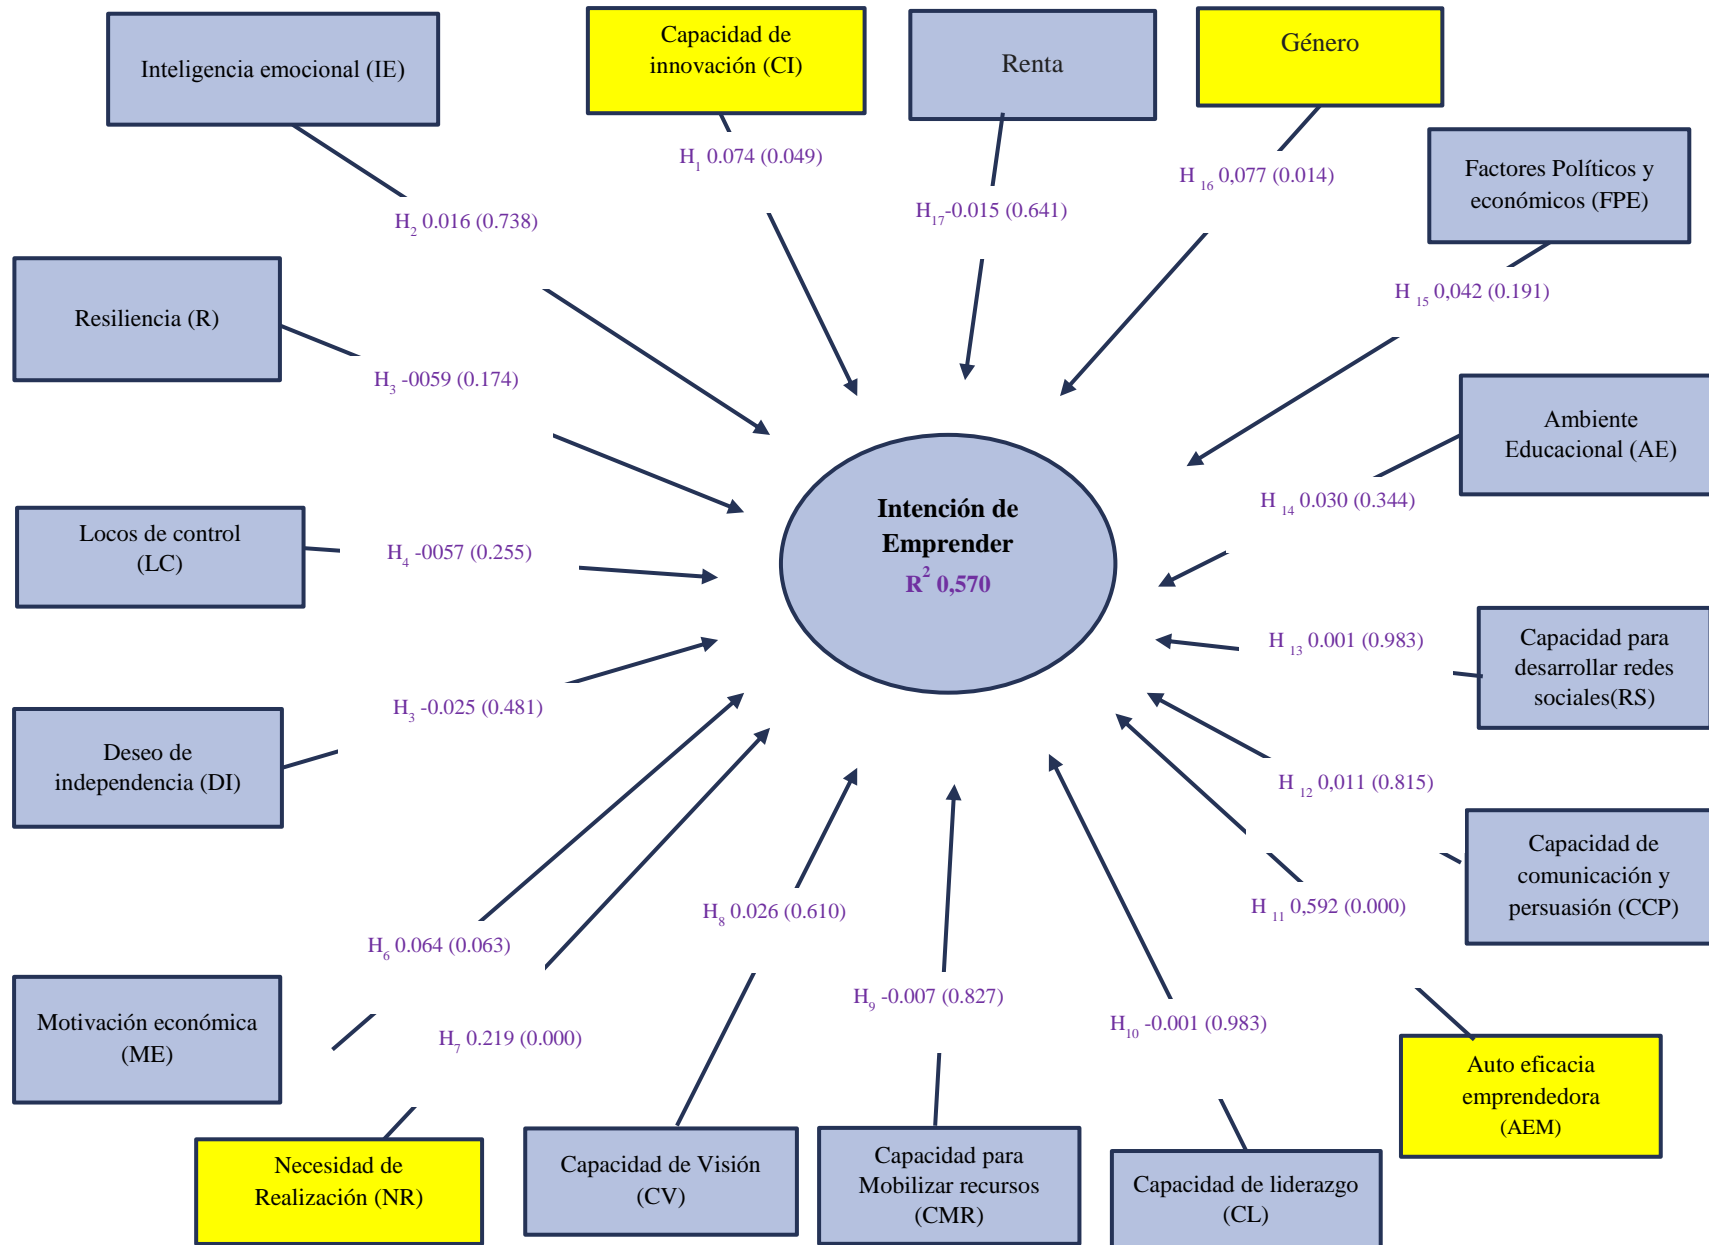 Inteligencia emocional (IE)
Capacidad de
innovación (CI)
Renta
Género
H1 0.074 (0.049)
H 16 0,077 (0.014)
Factores Políticos y
económicos (FPE)
H2 0.016 (0.738)
H17-0.015 (0.641)
H 15 0,042 (0.191)
Resiliencia (R)
H3 -0059 (0.174)
Ambiente
Educacional (AE)
H 14 0.030 (0.344)
Intención de
Emprender
R2 0,570
Locos de control
(LC)
H4 -0057 (0.255)
H 13 0.001 (0.983)
Capacidad para
desarrollar redes
sociales(RS)
H3 -0.025 (0.481)
Deseo de
independencia (DI)
H 12 0,011 (0.815)
Capacidad de
comunicación y
persuasión (CCP)
H6 0.064 (0.063)
H8 0.026 (0.610)
H 11 0,592 (0.000)
H9 -0.007 (0.827)
H10 -0.001 (0.983)
Motivación económica
(ME)
H7 0.219 (0.000)
Auto eficacia
emprendedora
(AEM)
Necesidad de
Realización (NR)
Capacidad de Visión
(CV)
Capacidad para
Mobilizar recursos
(CMR)
Capacidad de liderazgo
(CL)